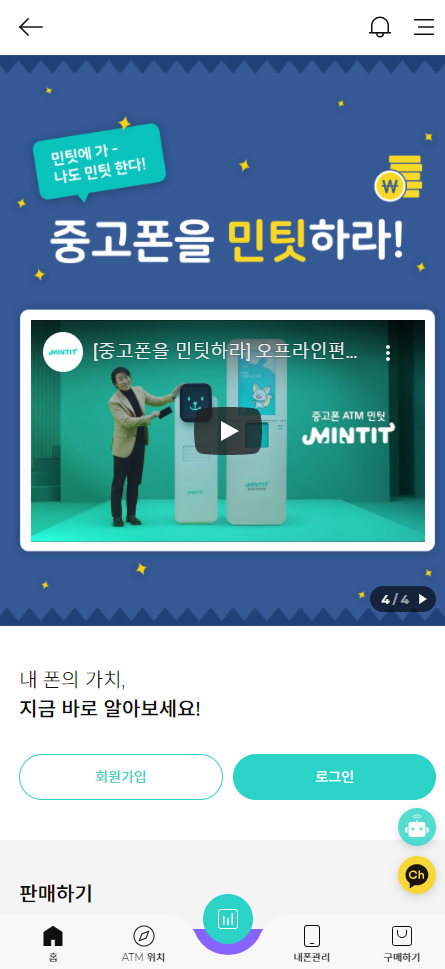 민팃에 가 -
나도 민팃 한다!
₩
중고폰을 민팃하라!
MINTIT
[중고폰을 민팃하라] 오프라인편...
중고폰 ATM 민팃
MINTIT
4 / 4
내 폰의 가치,
지금 바로 알아보세요!
회원가입
로그인
판매하기
Ch
홈
ATM 위치
내폰관리
구매하기